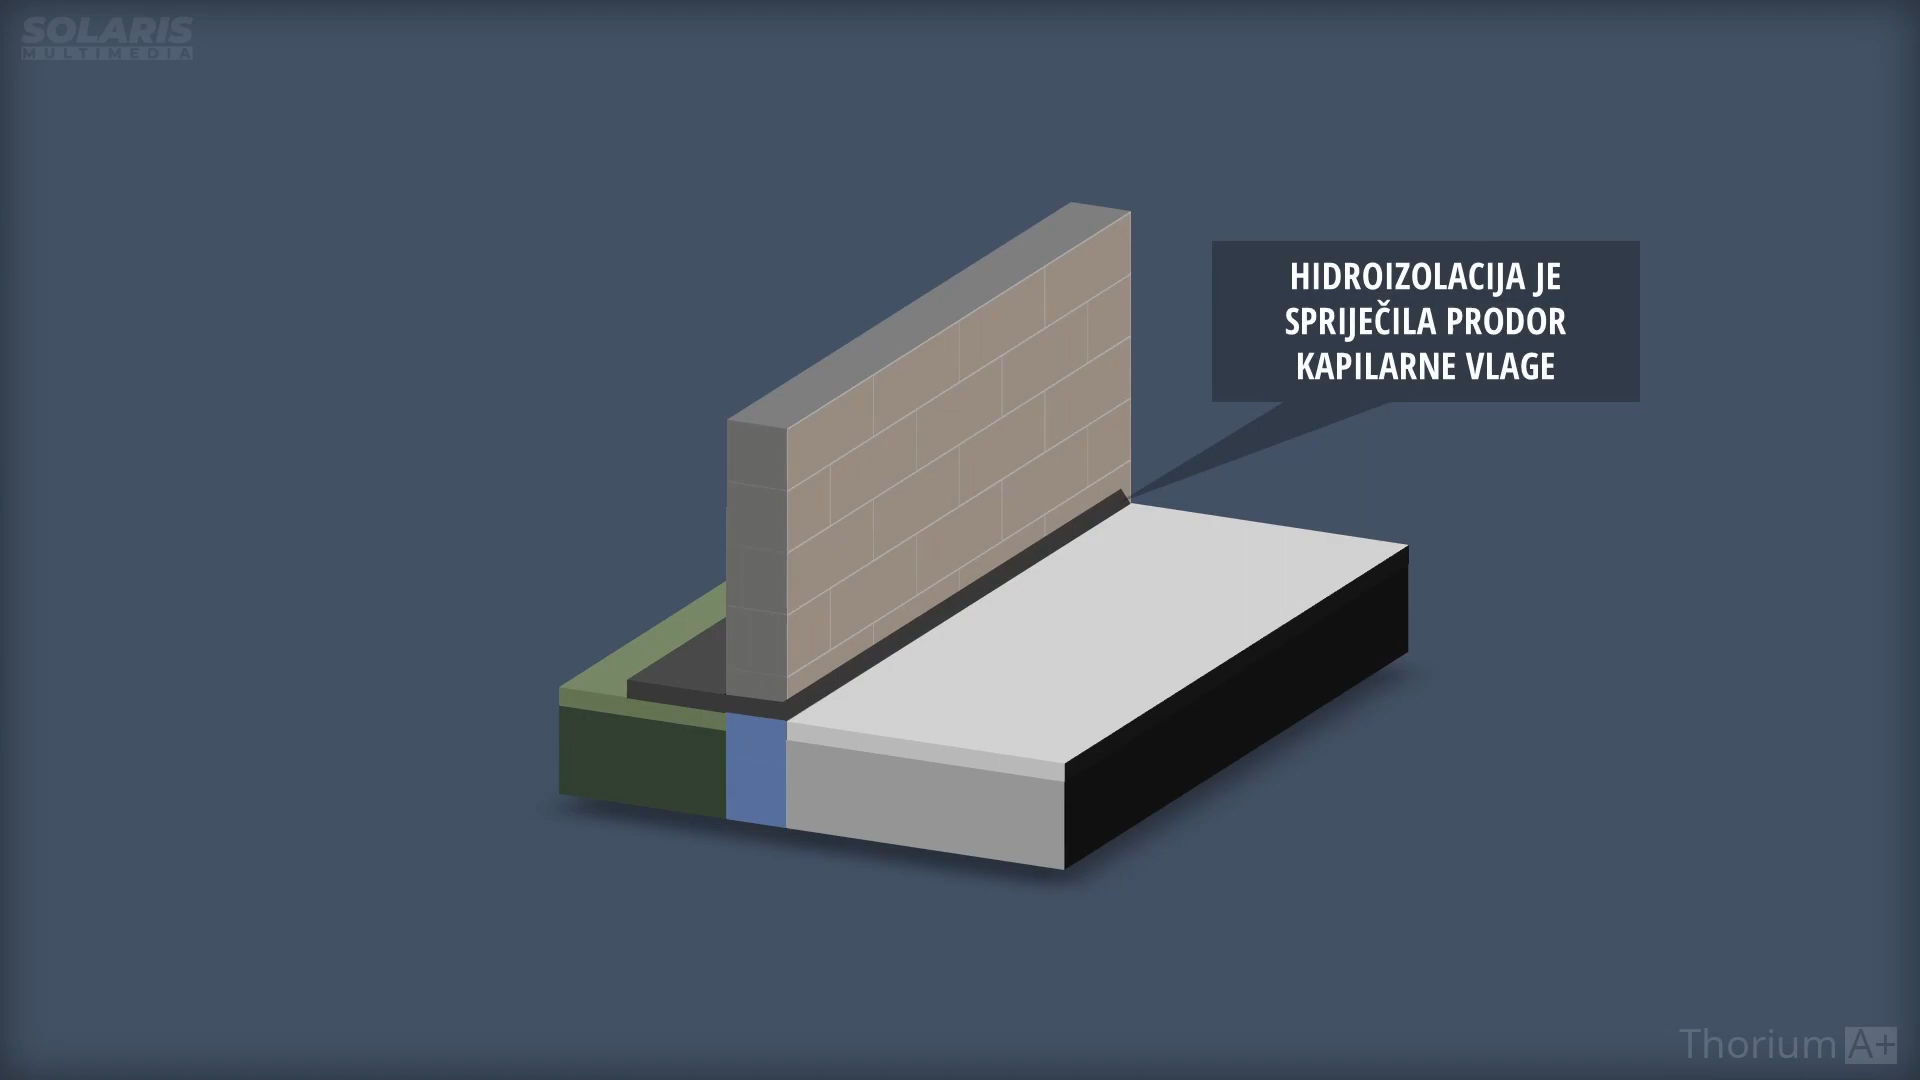 SOLARIS
MULTIMEDIA
HIDROIZOLACIJA JE
SPRIJEČILA PRODOR
KAPILARNE VLAGE
Thorium A+